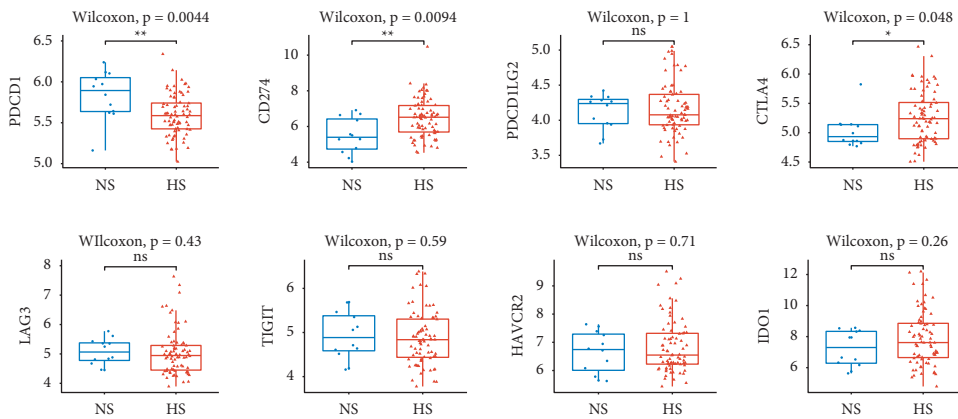 Wilcoxon, p = 0.0044
**
PDCD1
6.5
6.0
5.5
5.0
NS
HS
Wilcoxon, p = 0.0094
**
CD274
10
8
6
4
NS
HS
Wilcoxon, p = 1
ns
PDCD1LG2
5.0
4.5
4.0
3.5
NS
HS
Wilcoxon, p = 0.048
*
CTLA4
6.5
6.0
5.5
5.0
4.5
NS
HS
WIlcoxon, p = 0.43
ns
LAG3
8
7
6
5
4
NS
HS
Wilcoxon, p = 0.59
ns
TIGIT
6
5
4
NS
HS
Wilcoxon, p = 0.71
ns
HAVCR2
9
8
7
6
NS
HS
Wilcoxon, p = 0.26
ns
IDO1
12
10
8
6
NS
HS